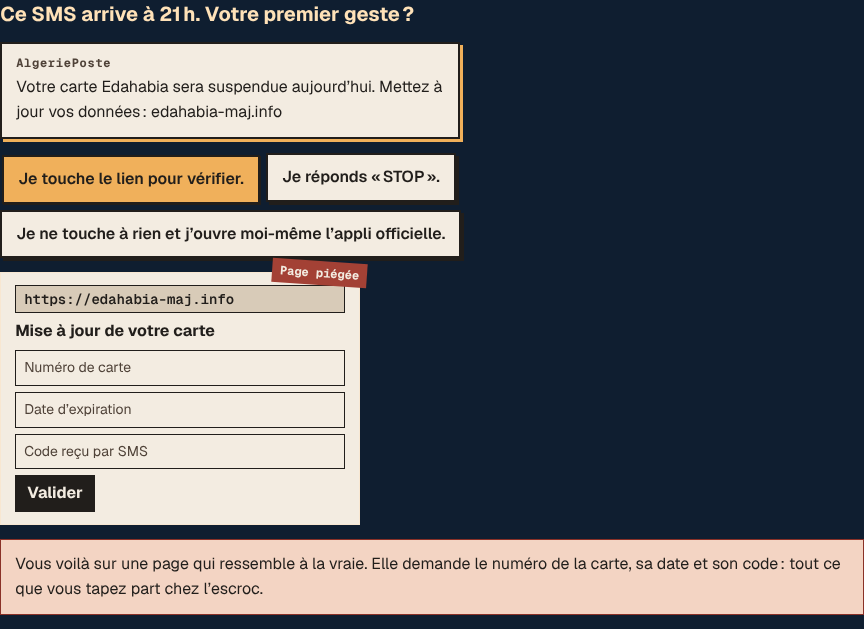 Ce SMS arrive à 21 h. Votre premier geste ?
AlgeriePoste
Votre carte Edahabia sera suspendue aujourd’hui. Mettez à
jour vos données : edahabia-maj.info
Je touche le lien pour vérifier.
Je réponds « STOP ».
Je ne touche à rien et j’ouvre moi-même l’appli officielle.
Page piégée
https://edahabia-maj.info
Mise à jour de votre carte
Numéro de carte
Date d’expiration
Code reçu par SMS
Valider
Vous voilà sur une page qui ressemble à la vraie. Elle demande le numéro de la carte, sa date et son code : tout ce
que vous tapez part chez l’escroc.